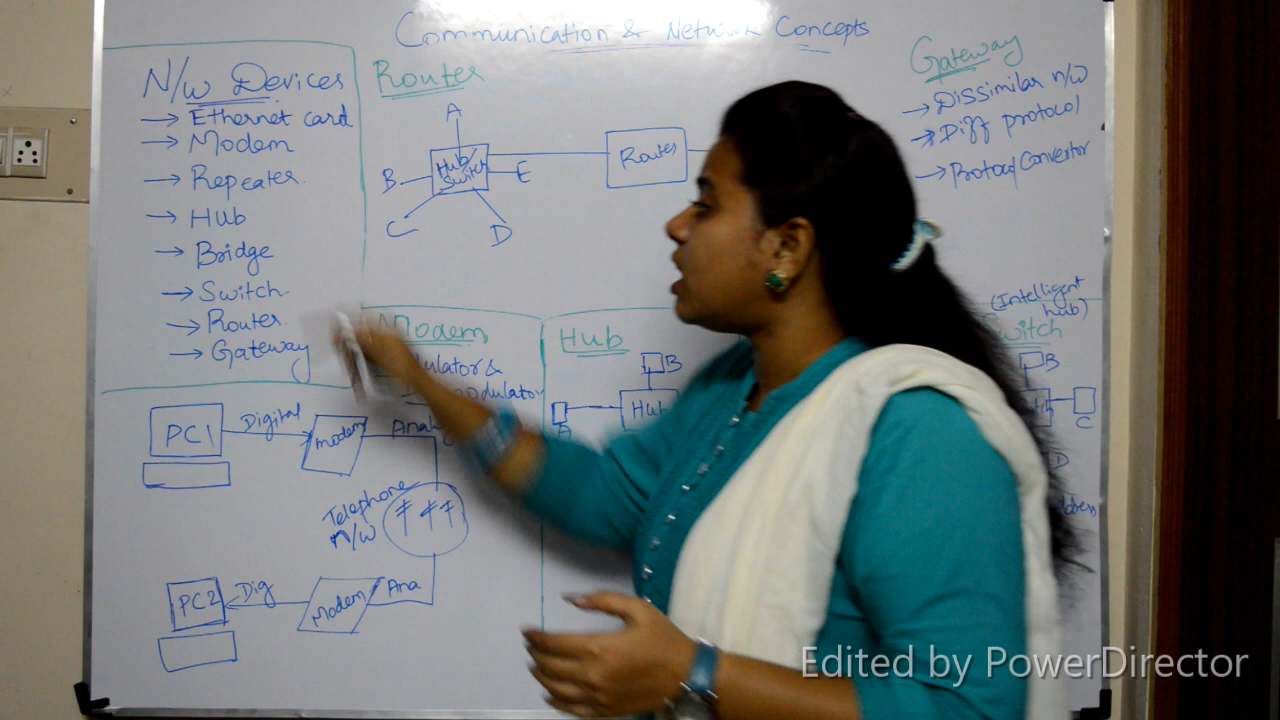 Communication & Network Concepts
N/w Devices
→ Ethernet card
→ Modem
→ Repeater
→ Hub
→ Bridge
→ Switch
→ Router
→ Gateway
Router
A
Hub/
Switch
B
E
C
D
Router
Gateway
→ Dissimilar n/w
→ Diff protocol
→ Protocol Convertor
PC1
Digital
Modem
Telephone
n/w
PC2
Dig
Modem
Ana
Modem
&
Hub
B
Hub
A
(Intelligent
hub)
B
C
D
Edited by PowerDirector